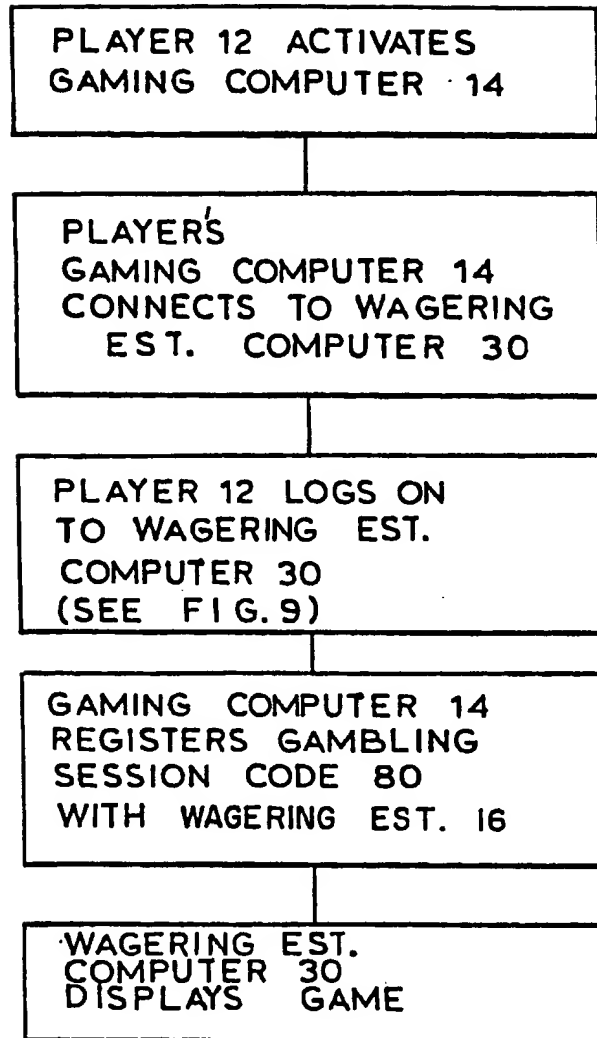 PLAYER 12 ACTIVATES
GAMING COMPUTER 14
PLAYER'S
GAMING COMPUTER 14
CONNECTS TO WAGERING
EST. COMPUTER 30
PLAYER 12 LOGS ON
TO WAGERING EST.
COMPUTER 30
(SEE FIG. 9)
GAMING COMPUTER 14
REGISTERS GAMBLING
SESSION CODE 80
WITH WAGERING EST. 16
WAGERING EST.
COMPUTER 30
DISPLAYS GAME